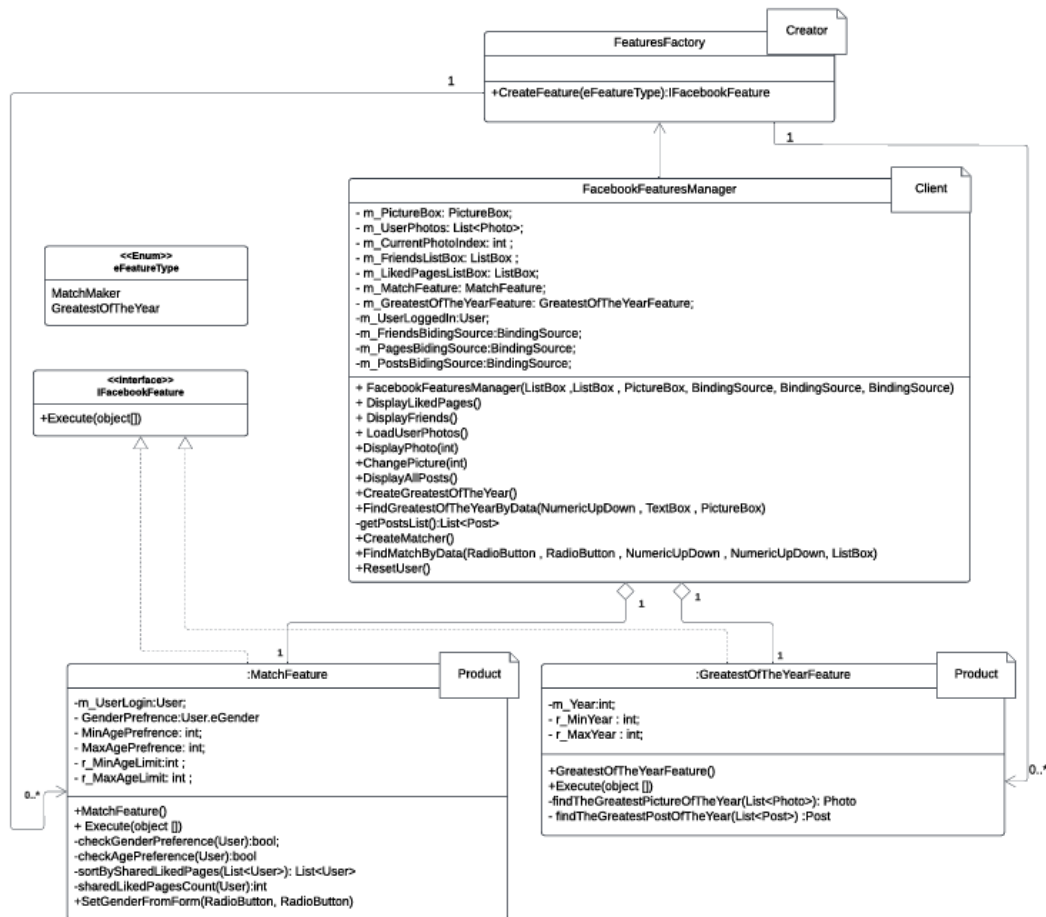 FeaturesFactory
Creator
+CreateFeature(eFeatureType):IFacebookFeature
1
1
FacebookFeaturesManager
Client
- m_PictureBox: PictureBox;
- m_UserPhotos: List<Photo>;
- m_CurrentPhotoIndex: int ;
- m_FriendsListBox: ListBox ;
- m_LikedPagesListBox: ListBox;
- m_MatchFeature: MatchFeature;
- m_GreatestOfTheYearFeature: GreatestOfTheYearFeature;
-m_UserLoggedIn:User;
-m_FriendsBidingSource:BindingSource;
-m_PagesBidingSource:BindingSource;
-m_PostsBidingSource:BindingSource;
+ FacebookFeaturesManager(ListBox ,ListBox , PictureBox, BindingSource, BindingSource, BindingSource)
+ DisplayLikedPages()
+ DisplayFriends()
+ LoadUserPhotos()
+DisplayPhoto(int)
+ChangePicture(int)
+DisplayAllPosts()
+CreateGreatestOfTheYear()
+FindGreatestOfTheYearByData(NumericUpDown , TextBox , PictureBox)
-getPostsList():List<Post>
+CreateMatcher()
+FindMatchByData(RadioButton , RadioButton , NumericUpDown , NumericUpDown, ListBox)
+ResetUser()
<<Enum>>
eFeatureType
MatchMaker
GreatestOfTheYear
<<Interface>>
IFacebookFeature
+Execute(object[])
1
1
1
1
:MatchFeature
Product
-m_UserLogin:User;
- GenderPrefrence:User.eGender
- MinAgePrefrence: int;
- MaxAgePrefrence: int;
- r_MinAgeLimit:int ;
- r_MaxAgeLimit: int ;
0..*
+MatchFeature()
+ Execute(object [])
-checkGenderPreference(User):bool;
-checkAgePreference(User):bool
-sortBySharedLikedPages(List<User>): List<User>
-sharedLikedPagesCount(User):int
+SetGenderFromForm(RadioButton, RadioButton)
:GreatestOfTheYearFeature
Product
-m_Year:int;
- r_MinYear : int;
- r_MaxYear : int;
0..*
+GreatestOfTheYearFeature()
+Execute(object [])
-findTheGreatestPictureOfTheYear(List<Photo>): Photo
- findTheGreatestPostOfTheYear(List<Post>) :Post